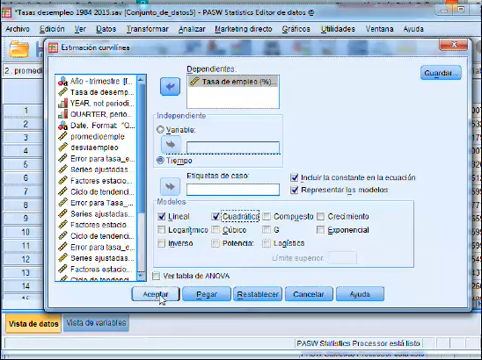 *Tasas desempleo 1984 2015.sav [Conjunto_de_datos5] - PASW Statistics Editor de datos
Archivo Edición Ver Datos Transformar Analizar Marketing directo Gráficos Utilidades Ventana Ayuda
Estimación curvilínea
Dependientes:
Tasa de empleo (%)...
Guardar...
Año - trimestre [f...
Tasa de desemp...
YEAR, not periodi...
QUARTER, perio...
Date. Format: "Q...
promedioemple
desviaempleo
Error para tasa_e...
Series ajustadas...
Factores estacio...
Ciclo de tendenci...
Error para tasa_e...
Series ajustadas...
Factores estacio...
Ciclo de tendenci...
Error para tasa...
Series ajustadas...
Factores estacio...
Ciclo de tendenci...
Independiente
Variable:
Tiempo
Etiquetas de caso:
Incluir la constante en la ecuación
Representar los modelos
Modelos
Lineal Cuadrático Compuesto Crecimiento
Logarítmico Cúbico G Exponencial
Inverso Potencia: Logística
Límite superior:
Ver tabla de ANOVA
Aceptar Pegar Restablecer Cancelar Ayuda
Vista de datos Vista de variables
PASW Statistics Processor está listo